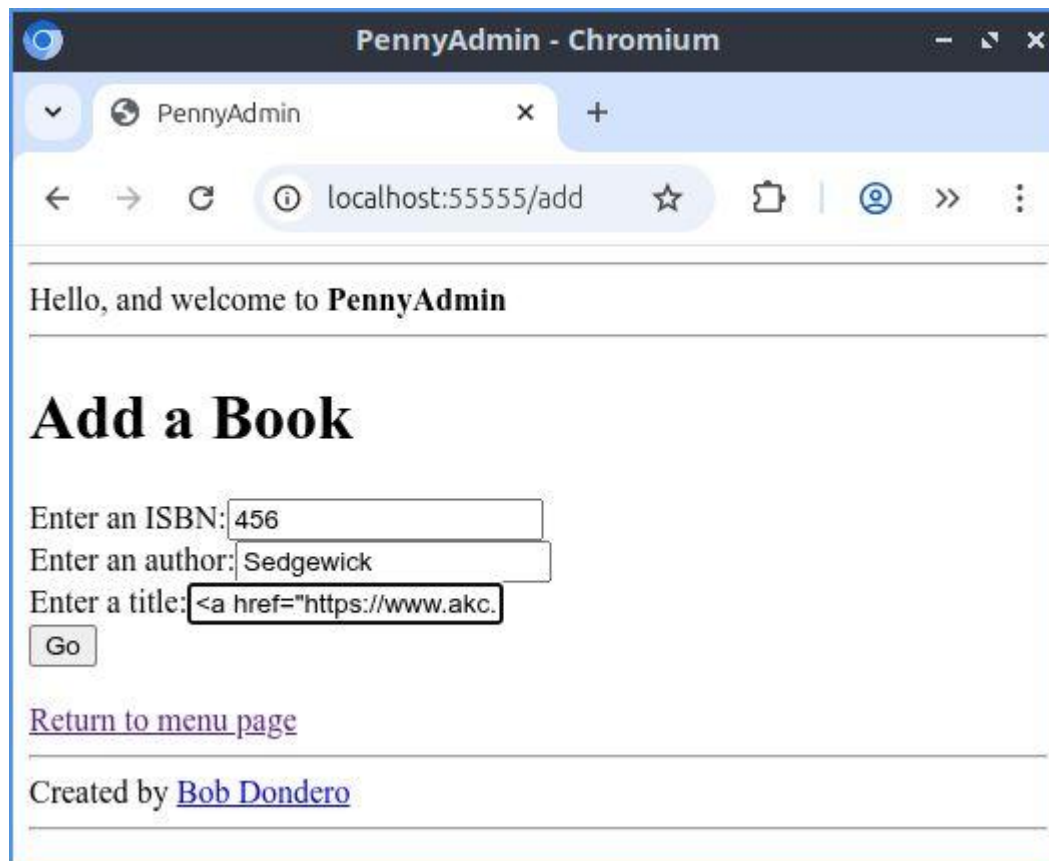 PennyAdmin - Chromium
PennyAdmin
localhost:55555/add
Hello, and welcome to PennyAdmin
Add a Book
Enter an ISBN: 456
Enter an author: Sedgewick
Enter a title: <a href="https://www.akc.
Go
Return to menu page
Created by Bob Dondero